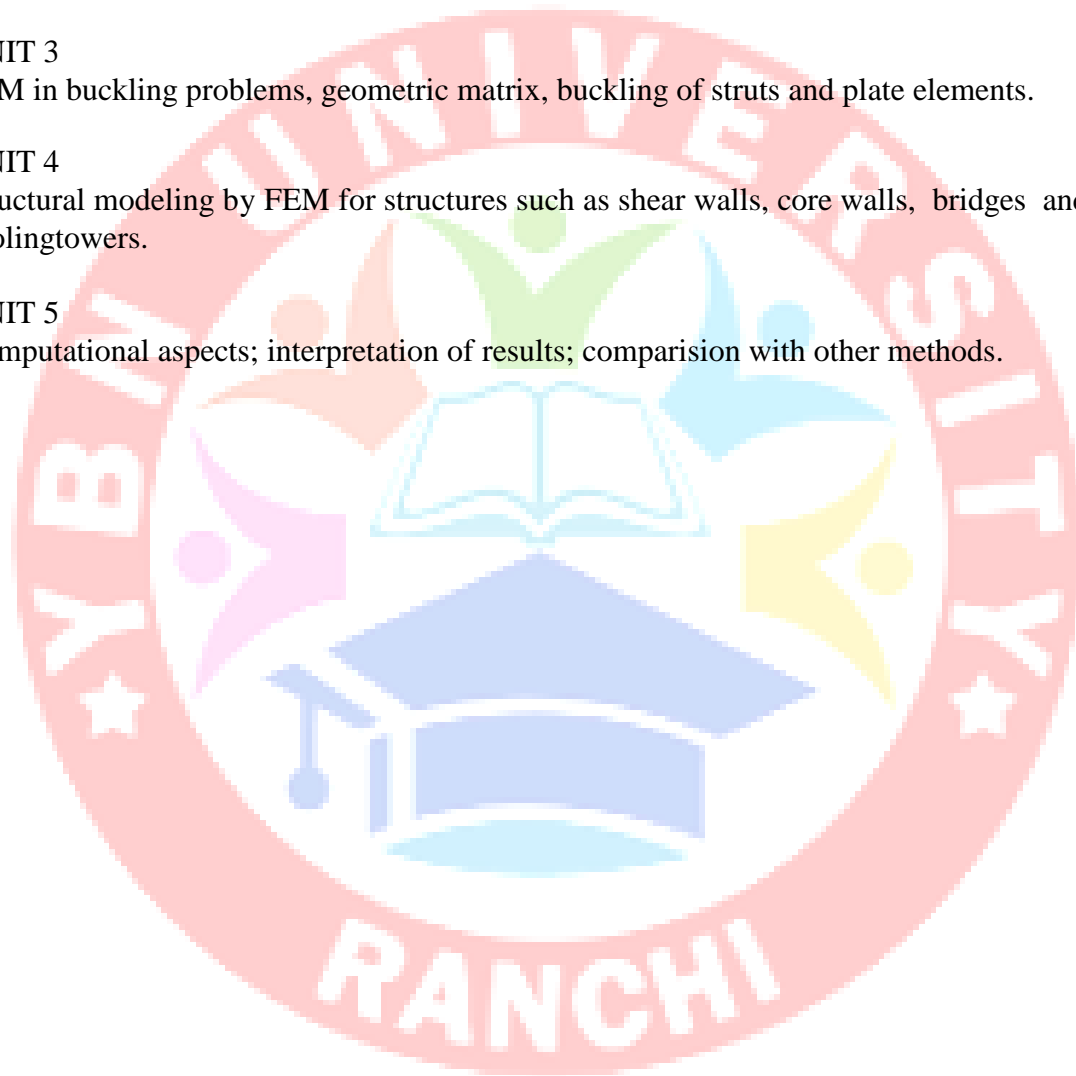 NIT 3
M in buckling problems, geometric matrix, buckling of struts and plate elements.
NIT 4
uctural modeling by FEM for structures such as shear walls, core walls, bridges and
olingtowers.
NIT 5
mputational aspects; interpretation of results; comparision with other methods.
YBN UNIVERSITY
RANCHI